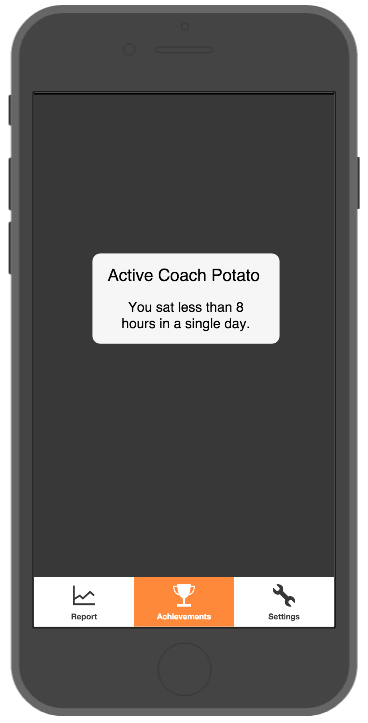 Active Coach Potato
You sat less than 8
hours in a single day.
Report
Achievements
Settings